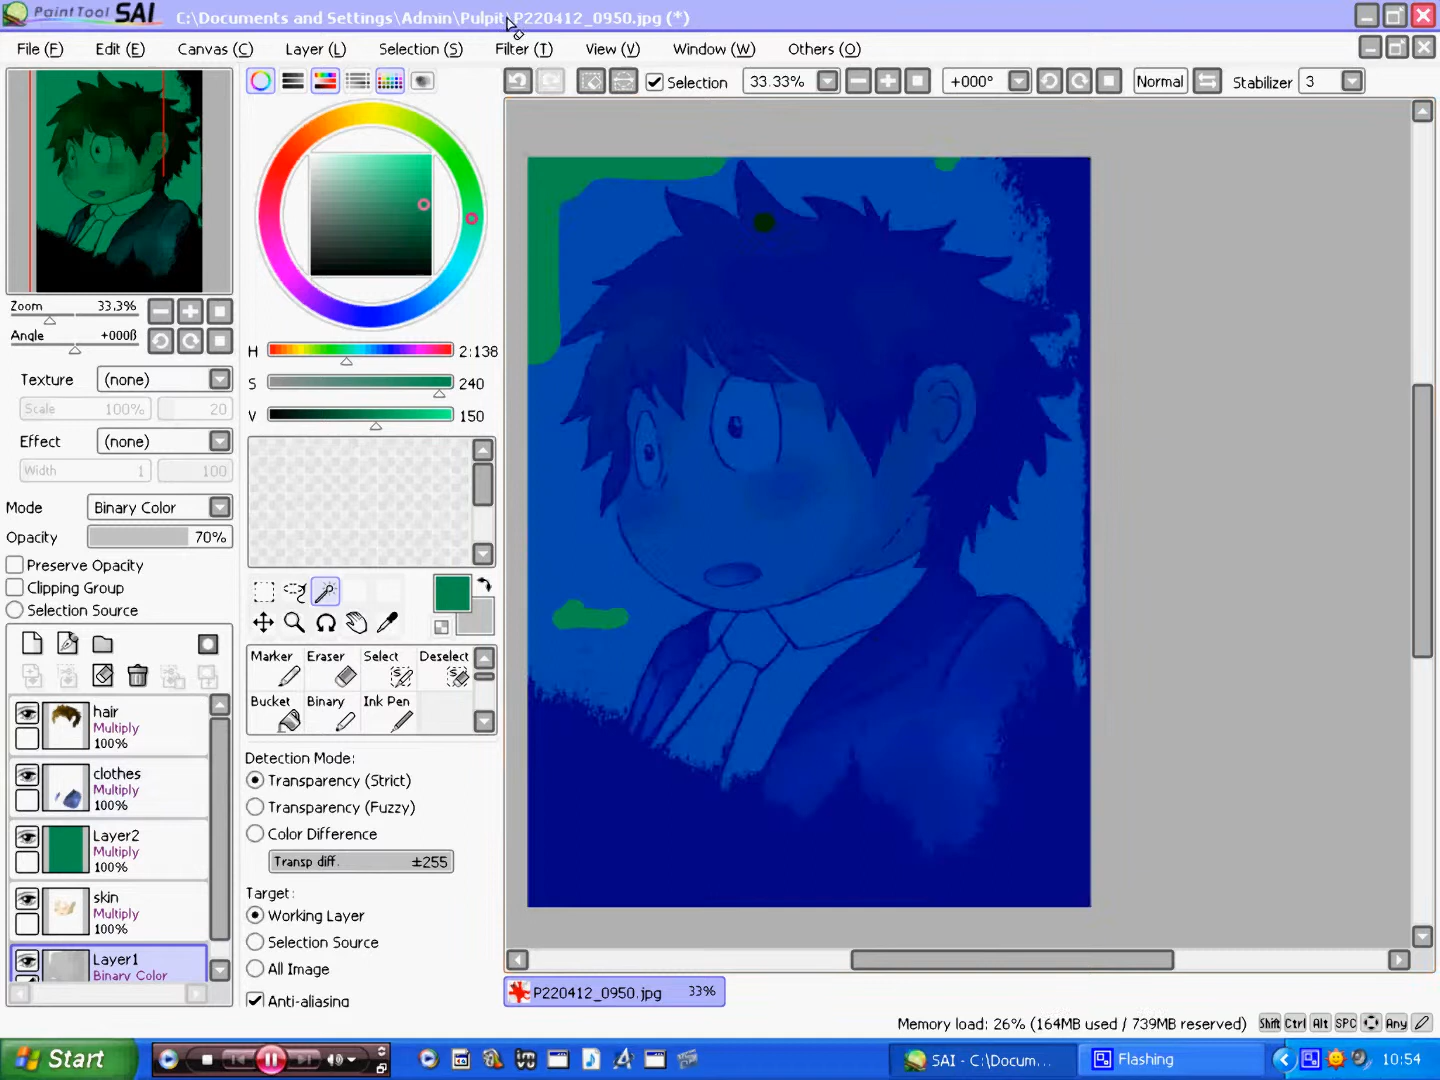 PaintTool SAI C:\Documents and Settings\Admin\Pulpit\P220412_0950.jpg (*)
File (F) Edit (E) Canvas (C) Layer (L) Selection (S) Filter (T) View (V) Window (W) Others (O)
Selection 33.33% +000° Normal Stabilizer 3
Zoom 33.3%
Angle +000ß
H 2:138
S 240
V 150
Texture (none)
Scale 100% 20
Effect (none)
Width 1 100
Mode Binary Color
Opacity 70%
Preserve Opacity
Clipping Group
Selection Source
hair
Multiply
100%
clothes
Multiply
100%
Layer2
Multiply
100%
skin
Multiply
100%
Layer1
Binary Color
Marker Eraser Select Deselect
Bucket Binary Ink Pen
Detection Mode:
Transparency (Strict)
Transparency (Fuzzy)
Color Difference
Transp diff. ±255
Target:
Working Layer
Selection Source
All Image
Anti-aliasing
P220412_0950.jpg 33%
Memory load: 26% (164MB used / 739MB reserved) Shift Ctrl Alt SPC Any
Start SAI - C:\Docum... Flashing 10:54